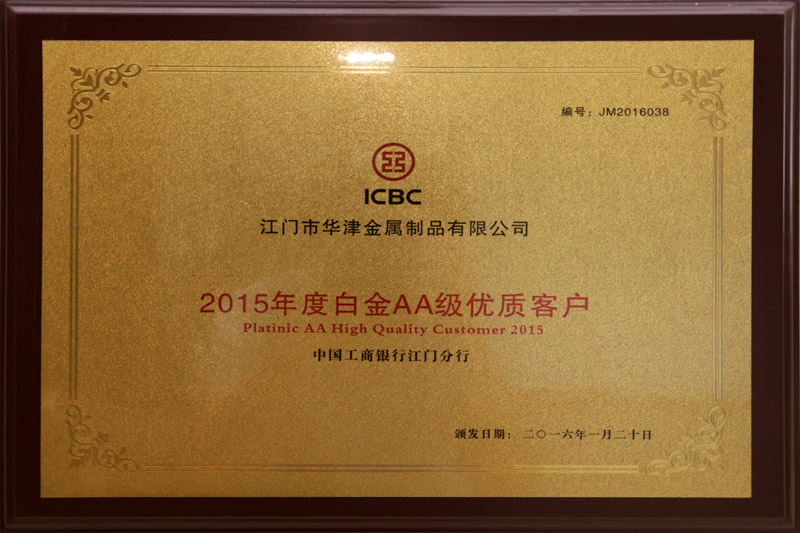 编号：JM2016038
ICBC
江门市华津金属制品有限公司
2015年度白金AA级优质客户
Platinic AA High Quality Customer 2015
中国工商银行江门分行
颁发日期：二〇一六年一月二十日